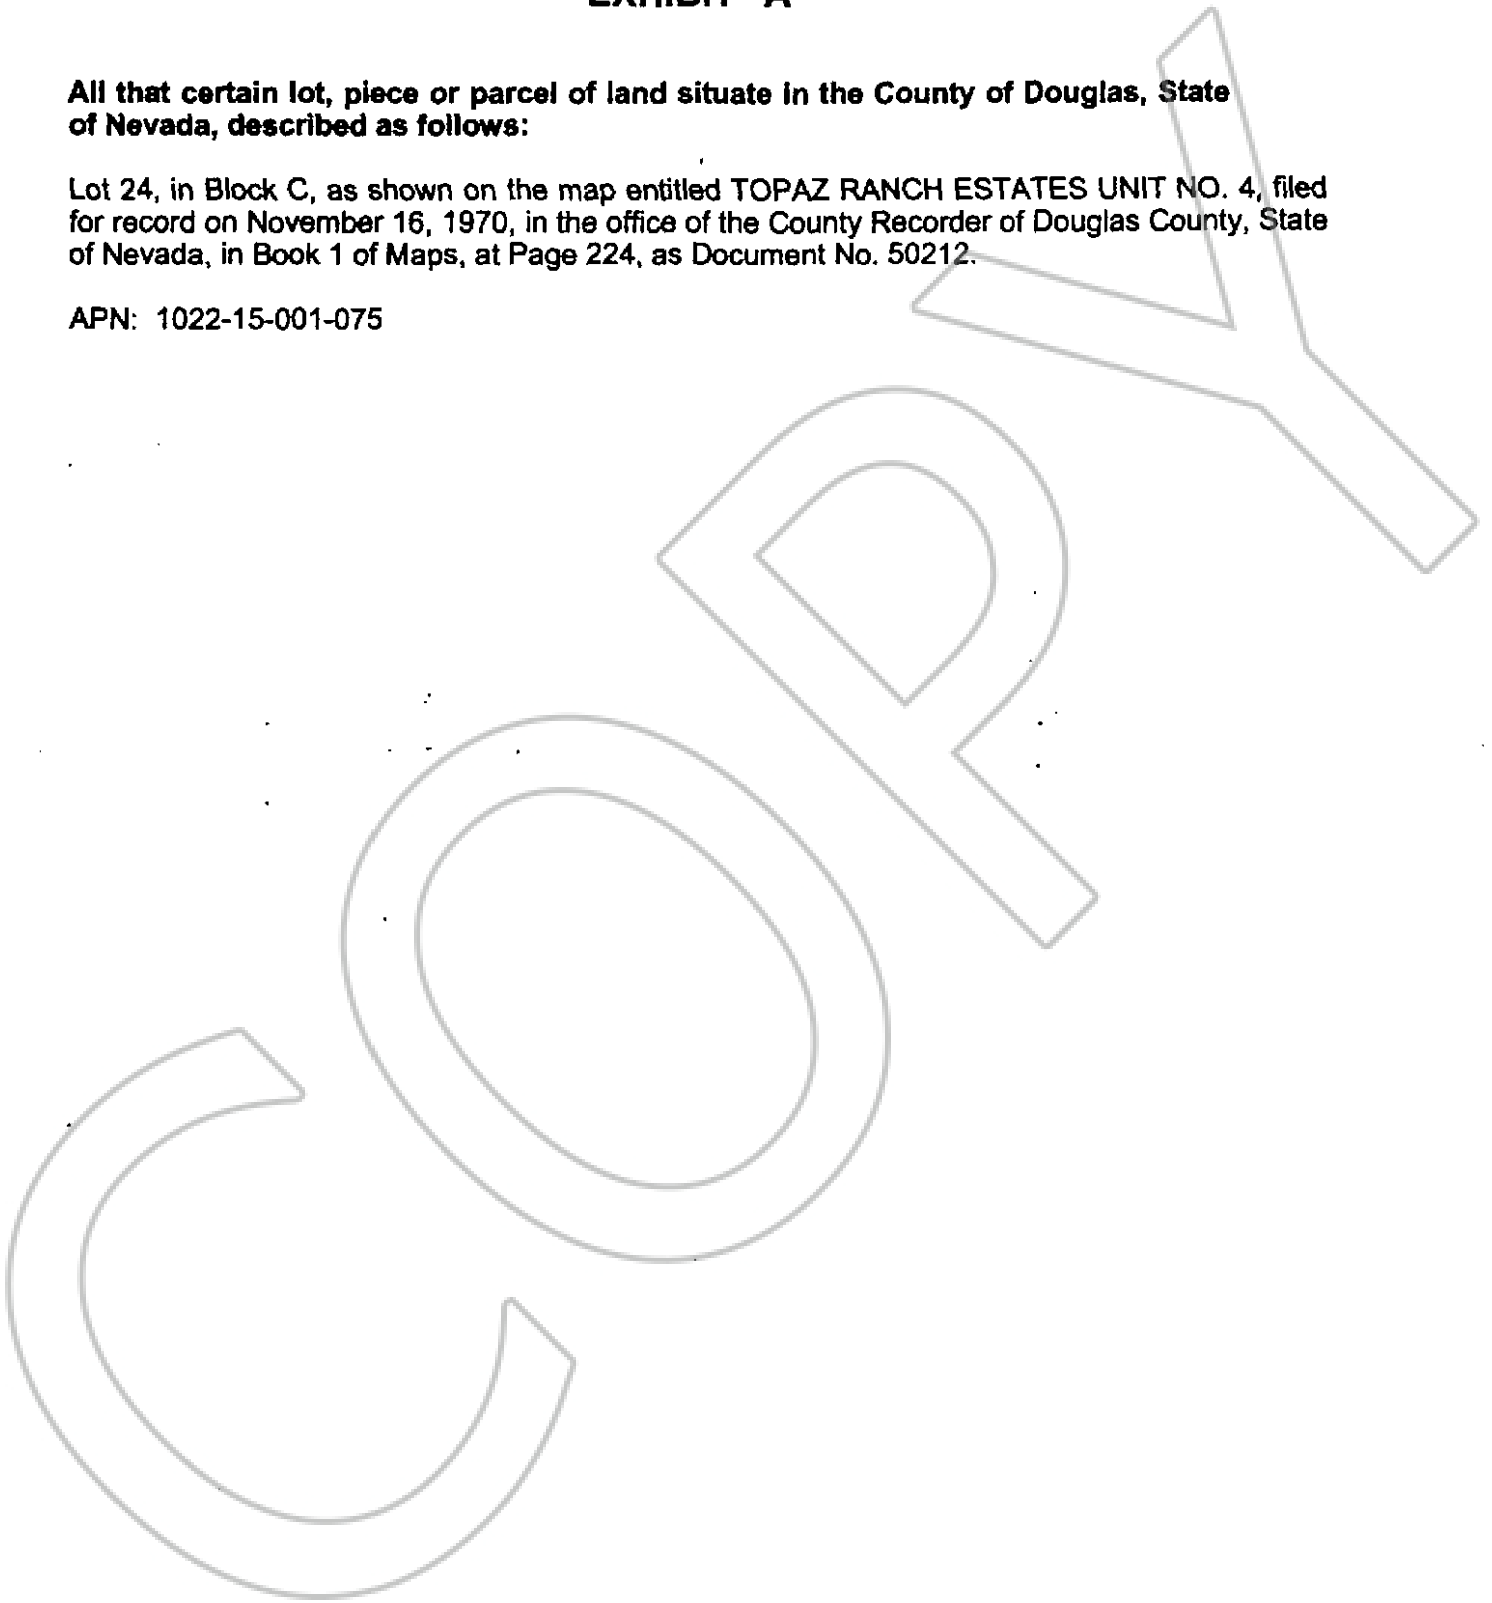 EXHIBIT "A"
All that certain lot, piece or parcel of land situate in the County of Douglas, State
of Nevada, described as follows:
Lot 24, in Block C, as shown on the map entitled TOPAZ RANCH ESTATES UNIT NO. 4, filed
for record on November 16, 1970, in the office of the County Recorder of Douglas County, State
of Nevada, in Book 1 of Maps, at Page 224, as Document No. 50212.
APN: 1022-15-001-075
COPY